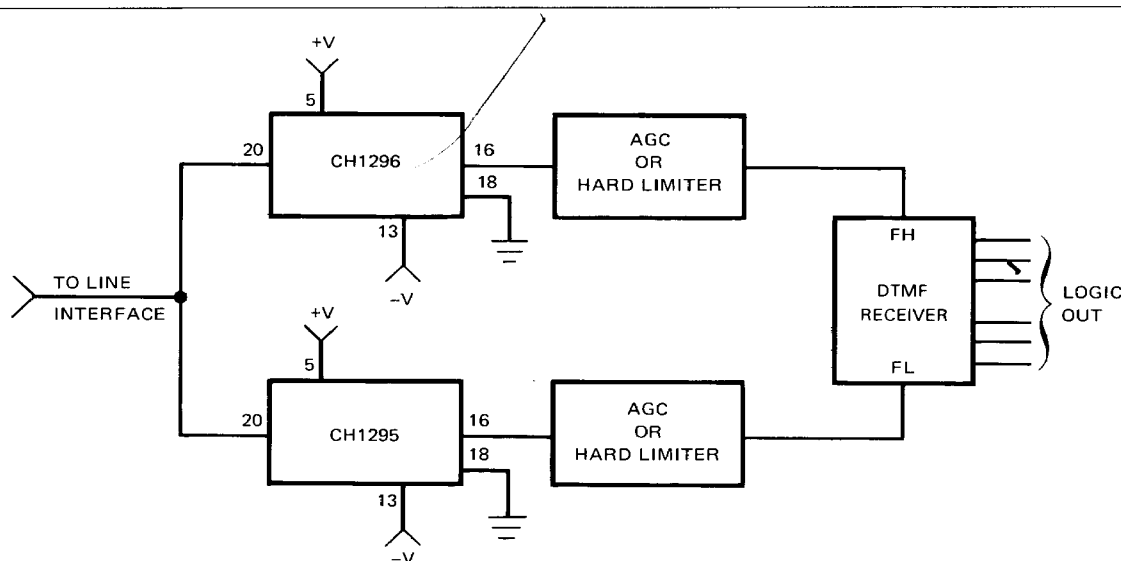 +V
5
20
CH1296
16
18
13
−V
AGC
OR
HARD LIMITER
FH
DTMF
RECEIVER
FL
LOGIC
OUT
TO LINE
INTERFACE
+V
5
20
CH1295
16
18
13
−V
AGC
OR
HARD LIMITER